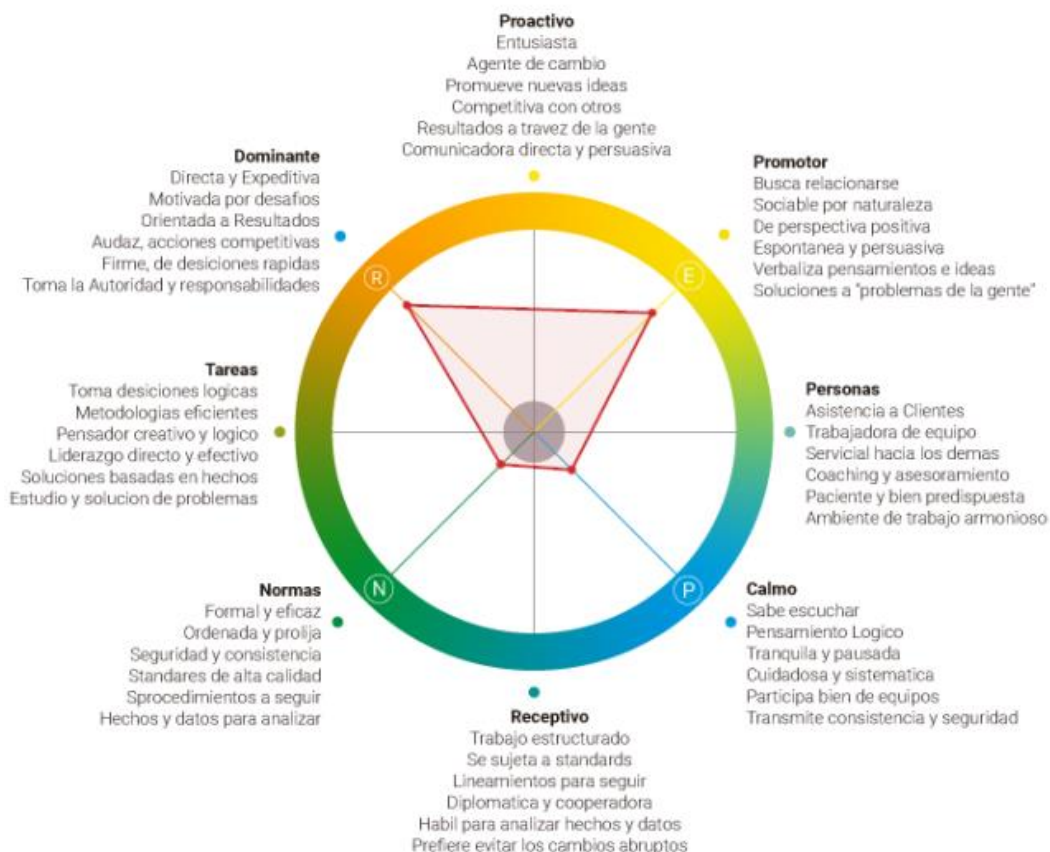 Proactivo
Entusiasta
Agente de cambio
Promueve nuevas ideas
Competitiva con otros
Resultados a travez de la gente
Comunicadora directa y persuasiva
Dominante
Directa y Expeditiva
Motivada por desafios
Orientada a Resultados
Audaz, acciones competitivas
Firme, de desiciones rapidas
Toma la Autoridad y responsabilidades
Promotor
Busca relacionarse
Sociable por naturaleza
De perspectiva positiva
Espontanea y persuasiva
Verbaliza pensamientos e ideas
Soluciones a "problemas de la gente"
R
E
Tareas
Toma desiciones logicas
Metodologias eficientes
Pensador creativo y logico
Liderazgo directo y efectivo
Soluciones basadas en hechos
Estudio y solucion de problemas
Personas
Asistencia a Clientes
Trabajadora de equipo
Servicial hacia los demas
Coaching y asesoramiento
Paciente y bien predispuesta
Ambiente de trabajo armonioso
N
P
Normas
Formal y eficaz
Ordenada y prolija
Seguridad y consistencia
Standares de alta calidad
Sprocedimientos a seguir
Hechos y datos para analizar
Calmo
Sabe escuchar
Pensamiento Logico
Tranquila y pausada
Cuidadosa y sistematica
Participa bien de equipos
Transmite consistencia y seguridad
Receptivo
Trabajo estructurado
Se sujeta a standards
Lineamientos para seguir
Diplomatica y cooperadora
Habil para analizar hechos y datos
Prefiere evitar los cambios abruptos